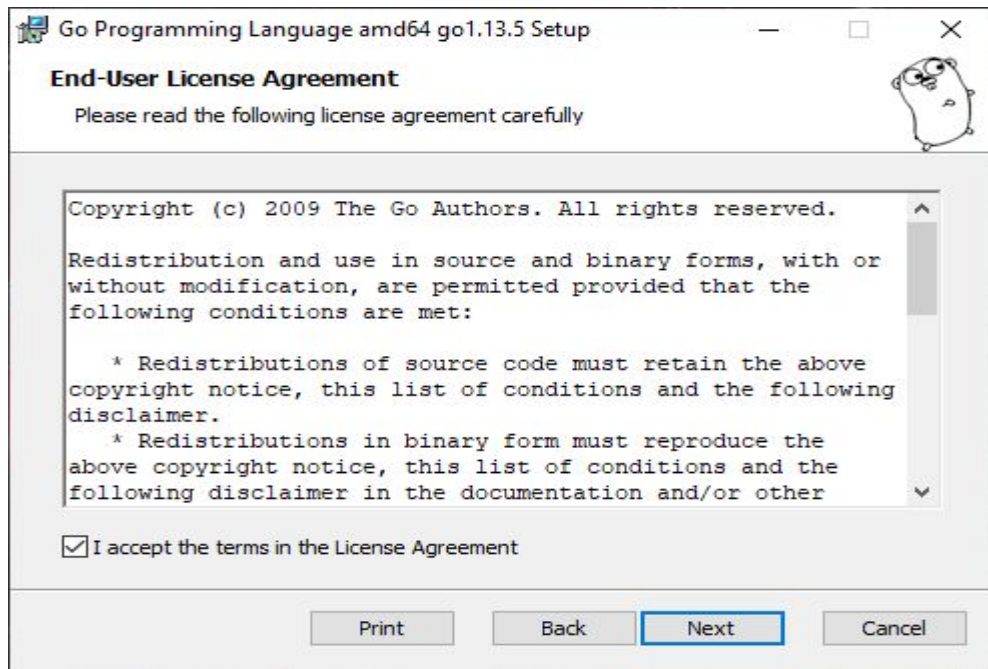 Go Programming Language amd64 go1.13.5 Setup
End-User License Agreement
Please read the following license agreement carefully
Copyright (c) 2009 The Go Authors. All rights reserved.
Redistribution and use in source and binary forms, with or
without modification, are permitted provided that the
following conditions are met:
* Redistributions of source code must retain the above
copyright notice, this list of conditions and the following
disclaimer.
* Redistributions in binary form must reproduce the
above copyright notice, this list of conditions and the
following disclaimer in the documentation and/or other
I accept the terms in the License Agreement
Print
Back
Next
Cancel